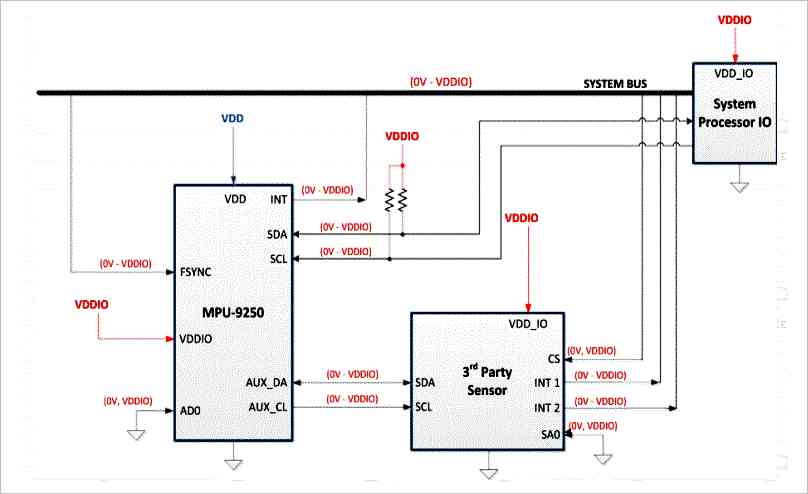 VDDIO
VDD_IO
System
Processor IO
(0V - VDDIO)
SYSTEM BUS
VDD
VDDIO
VDD
INT
(0V - VDDIO)
SDA
(0V - VDDIO)
SCL
(0V - VDDIO)
(0V - VDDIO)
FSYNC
MPU-9250
VDDIO
VDDIO
VDDIO
VDD_IO
3rd Party
Sensor
CS
(0V, VDDIO)
AUX_DA
(0V - VDDIO)
SDA
INT 1
(0V - VDDIO)
AUX_CL
(0V - VDDIO)
SCL
INT 2
(0V - VDDIO)
(0V, VDDIO)
AD0
SA0
(0V, VDDIO)